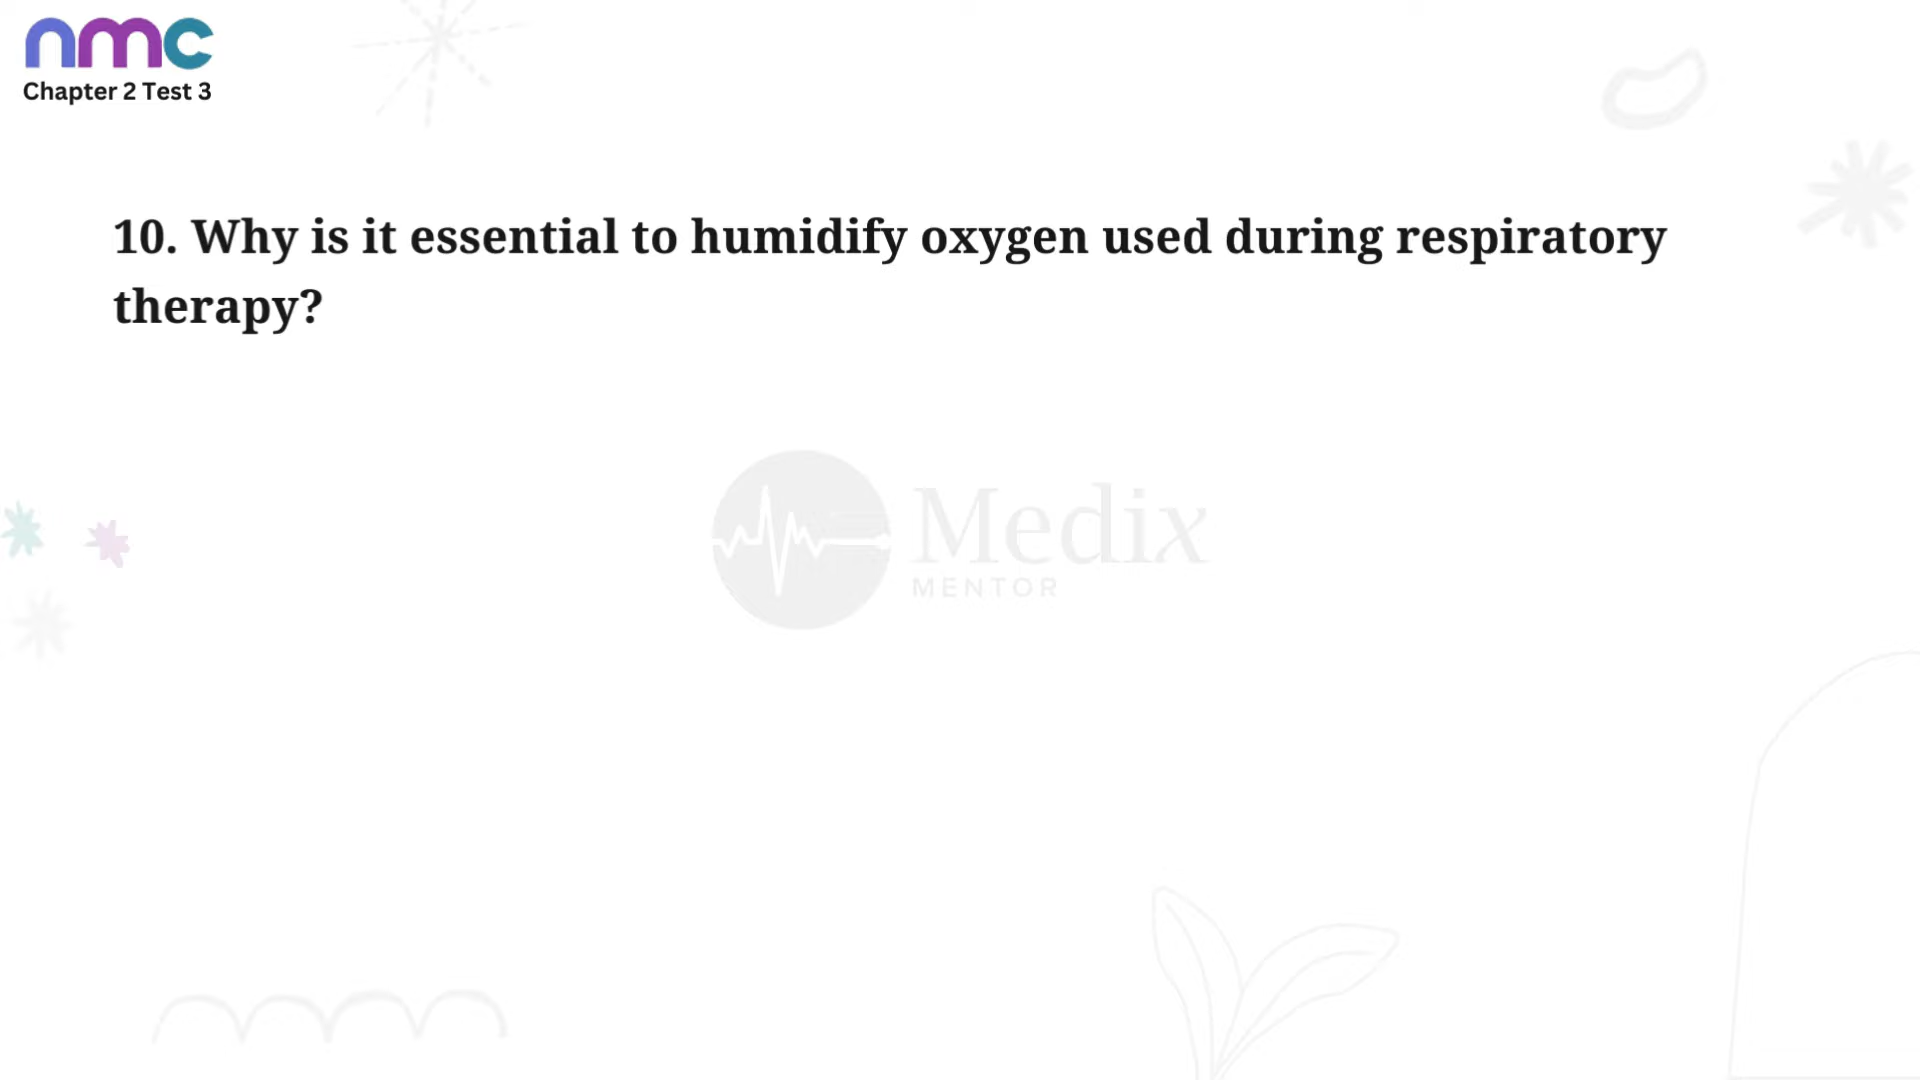 nmc
Chapter 2 Test 3
10. Why is it essential to humidify oxygen used during respiratory
therapy?
Medix
MENTOR